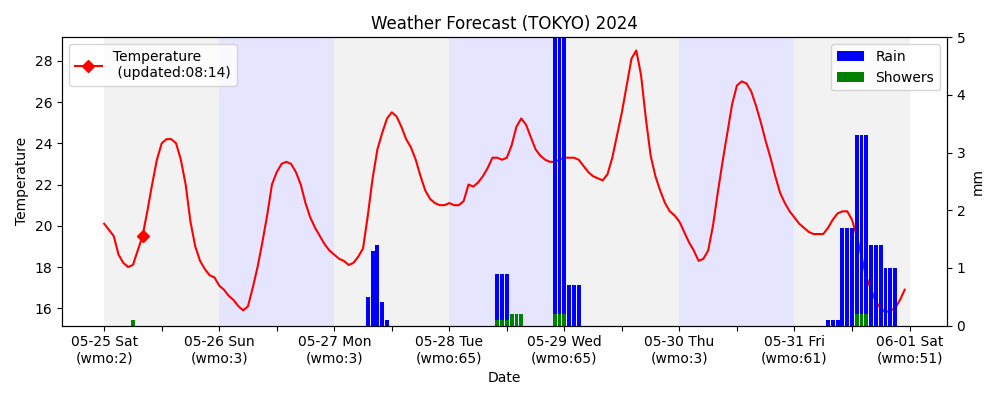 Weather Forecast (TOKYO) 2024
Temperature
(updated:08:14)
Rain
Showers
Temperature
28
26
24
22
20
18
16
5
4
3
2
1
0
mm
05-25 Sat
(wmo:2)
05-26 Sun
(wmo:3)
05-27 Mon
(wmo:3)
05-28 Tue
(wmo:65)
05-29 Wed
(wmo:65)
05-30 Thu
(wmo:3)
05-31 Fri
(wmo:61)
06-01 Sat
(wmo:51)
Date